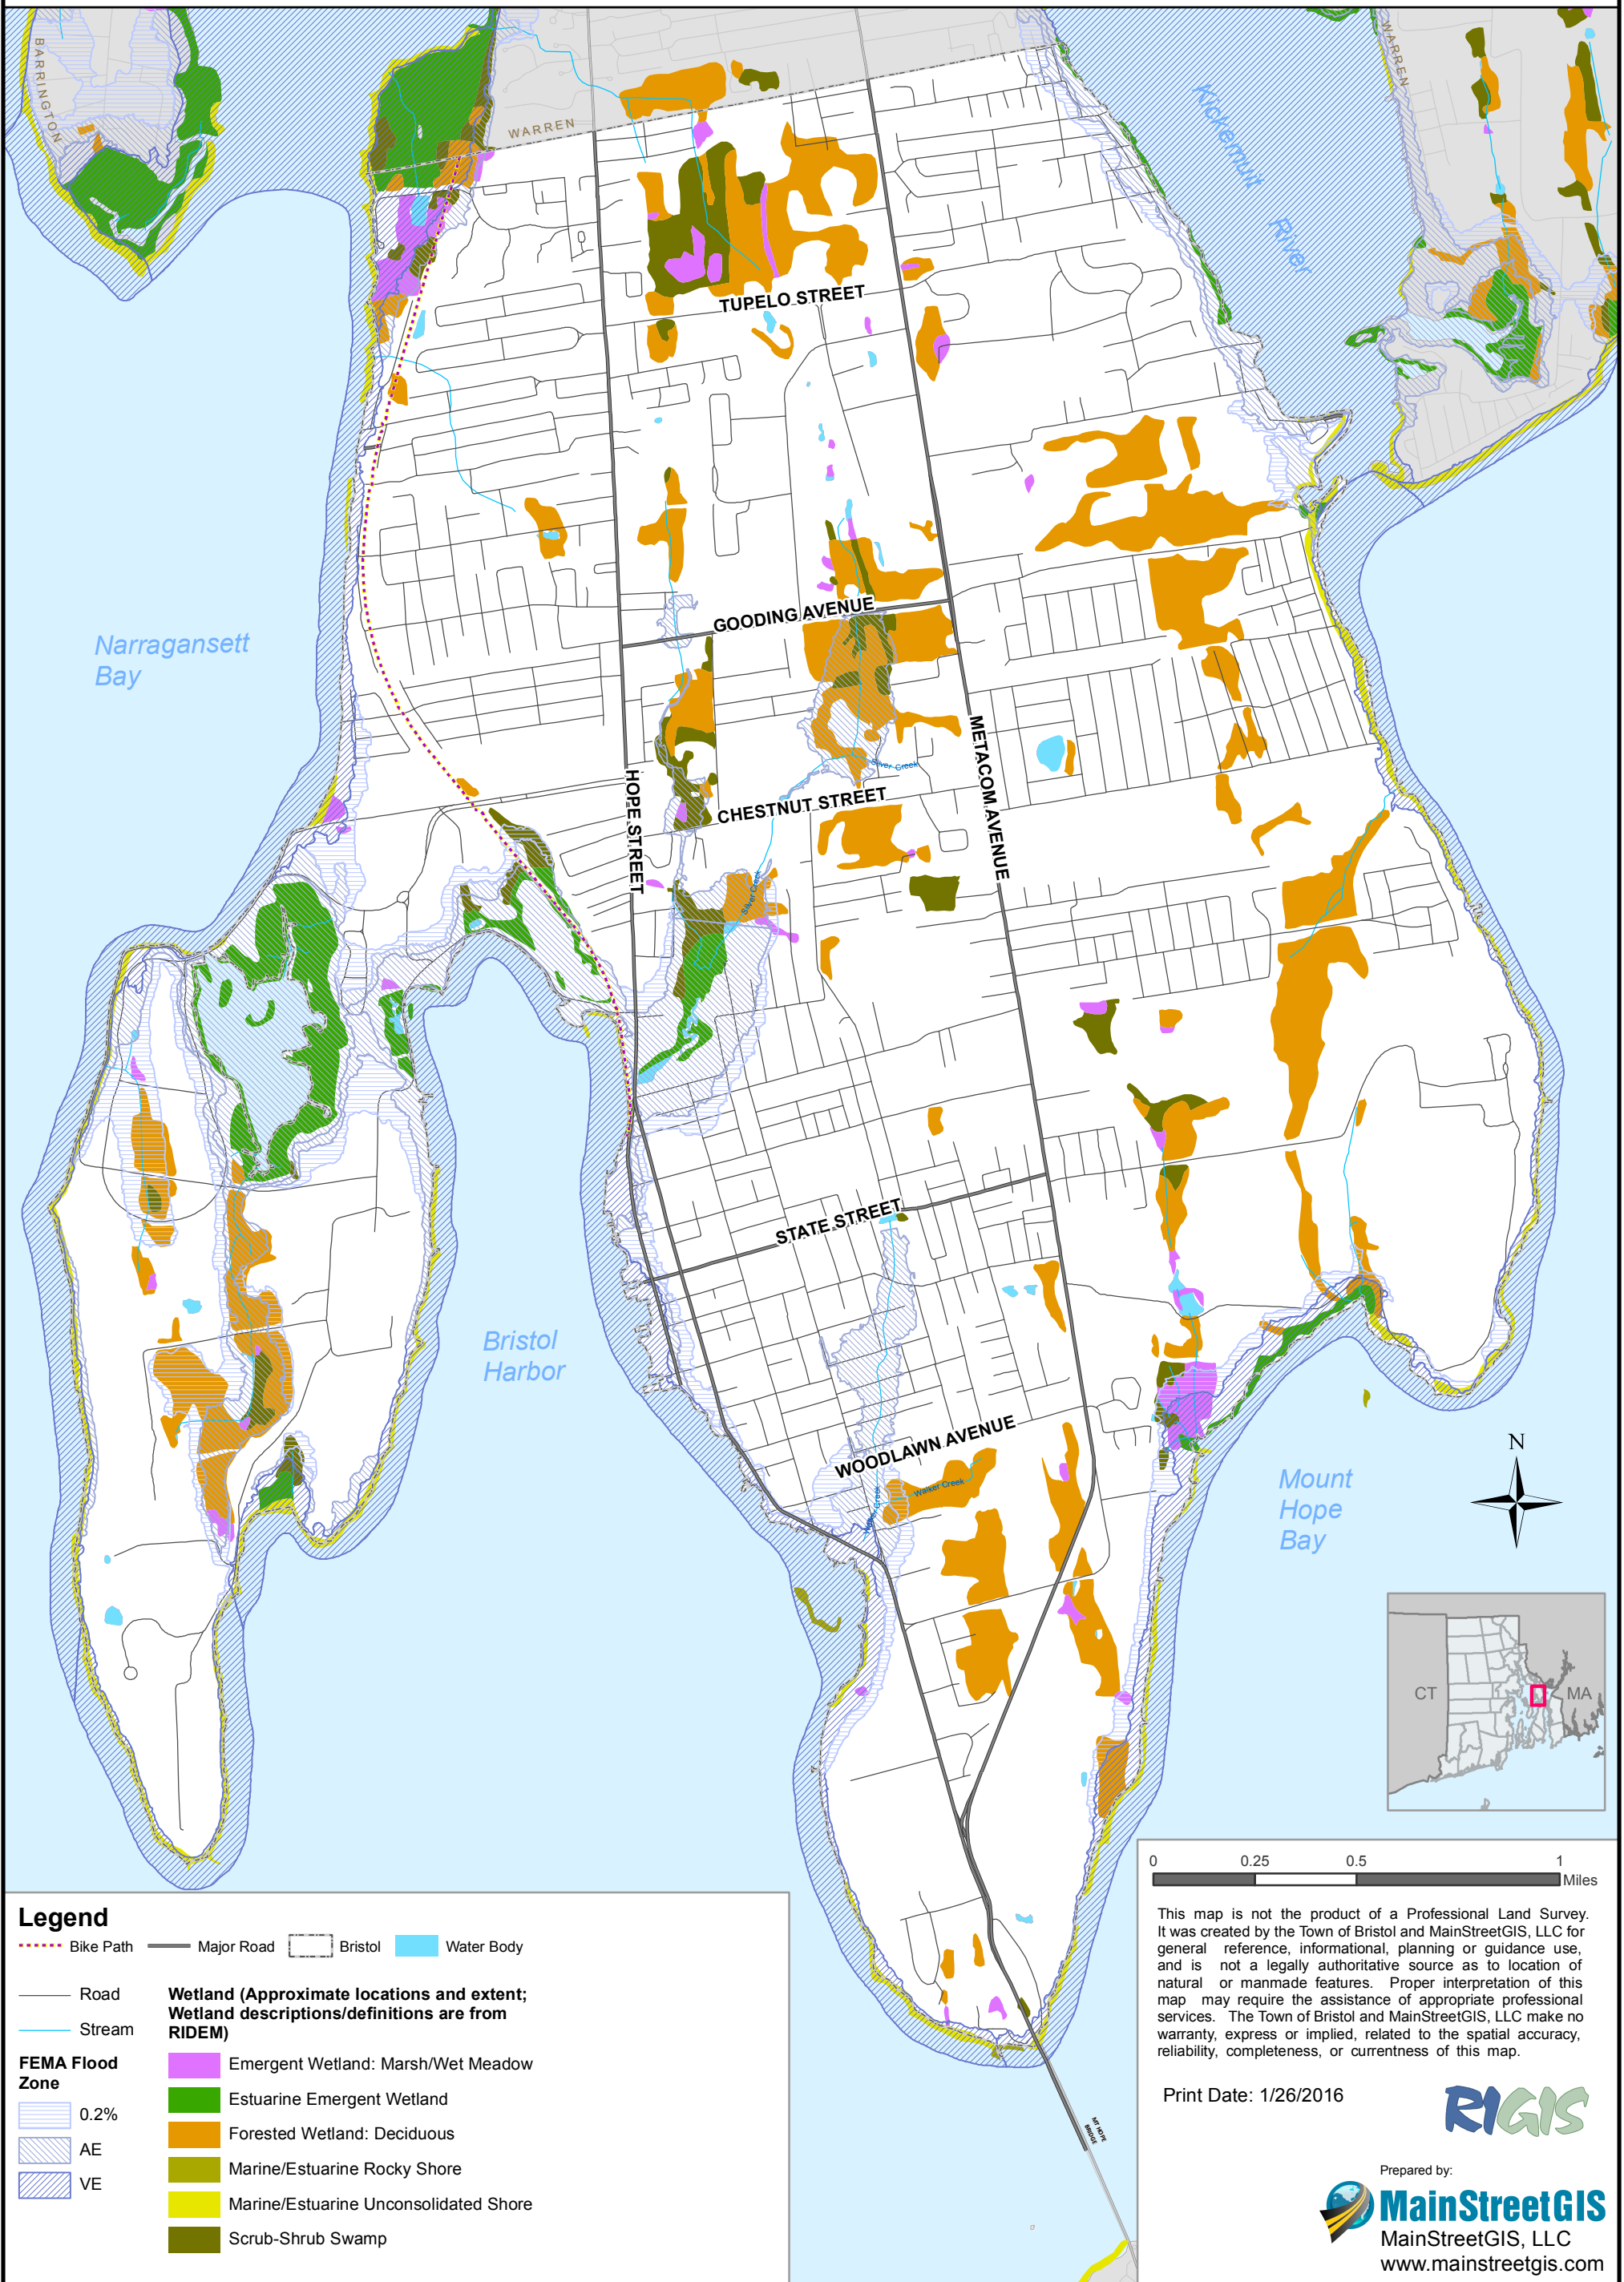 BARRINGTON
WARREN
WARREN
Kickemuit
River
TUPELO STREET
GOODING AVENUE
Narragansett
Bay
HOPE STREET
METACOM AVENUE
Silver Creek
CHESTNUT STREET
Silver Creek
STATE STREET
Bristol
Harbor
WOODLAWN AVENUE
Walker Creek
Walker Creek
Mount
Hope
Bay
N
CT
MA
MT HOPE
BRIDGE
0 0.25 0.5 1
Miles
This map is not the product of a Professional Land Survey.
It was created by the Town of Bristol and MainStreetGIS, LLC for
general reference, informational, planning or guidance use,
and is not a legally authoritative source as to location of
natural or manmade features. Proper interpretation of this
map may require the assistance of appropriate professional
services. The Town of Bristol and MainStreetGIS, LLC make no
warranty, express or implied, related to the spatial accuracy,
reliability, completeness, or currentness of this map.
Print Date: 1/26/2016
RIGIS
Prepared by:
MainStreetGIS
MainStreetGIS, LLC
www.mainstreetgis.com
Legend
Bike Path Major Road Bristol Water Body
Road
Stream
Wetland (Approximate locations and extent;
Wetland descriptions/definitions are from
RIDEM)
FEMA Flood
Zone
0.2%
AE
VE
Emergent Wetland: Marsh/Wet Meadow
Estuarine Emergent Wetland
Forested Wetland: Deciduous
Marine/Estuarine Rocky Shore
Marine/Estuarine Unconsolidated Shore
Scrub-Shrub Swamp